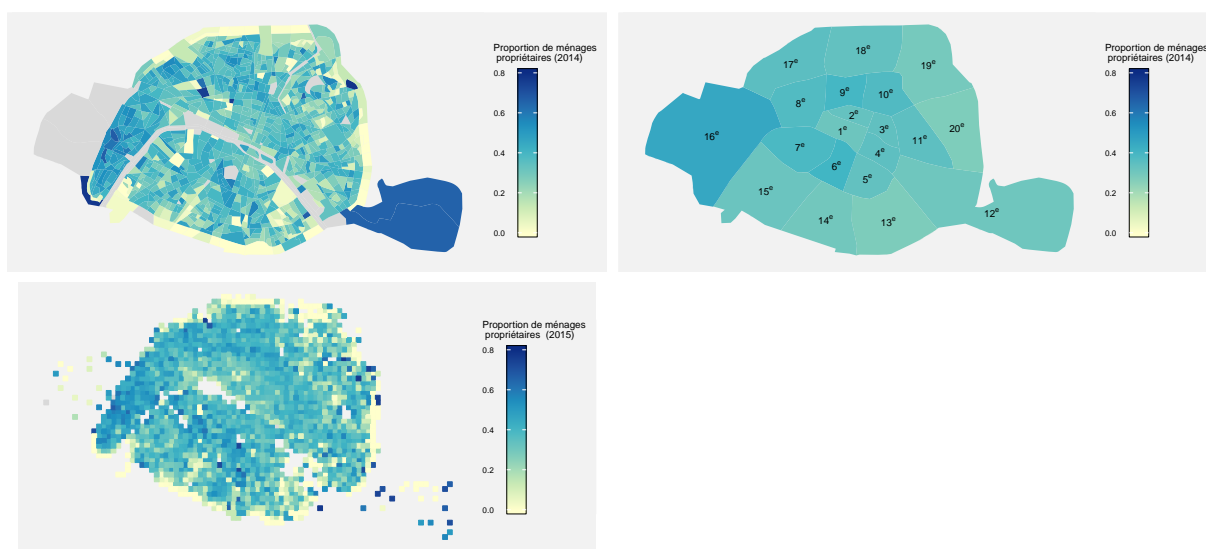 Proportion de ménages
propriétaires (2014)
0.8
0.6
0.4
0.2
0.0
Proportion de ménages
propriétaires (2014)
0.8
0.6
0.4
0.2
0.0
18e
17e
19e
9e
10e
8e
2e
1e
3e
20e
16e
11e
7e
4e
6e
5e
15e
12e
14e
13e
Proportion de ménages
propriétaires (2015)
0.8
0.6
0.4
0.2
0.0